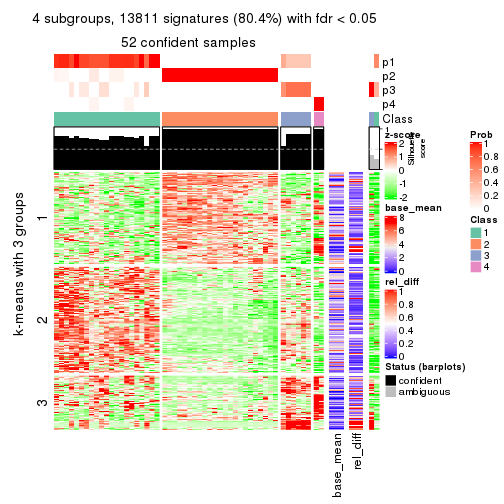 4 subgroups, 13811 signatures (80.4%) with fdr < 0.05
52 confident samples
p1
p2
p3
p4
Class
1
Silhouette
score
k-means with 3 groups
1
2
3
base_mean
rel_diff
z-score
2
1
0
-1
-2
base_mean
8
6
4
2
0
rel_diff
1
0.8
0.6
0.4
0.2
0
Status (barplots)
confident
ambiguous
Prob
1
0.8
0.6
0.4
0.2
0
Class
1
2
3
4